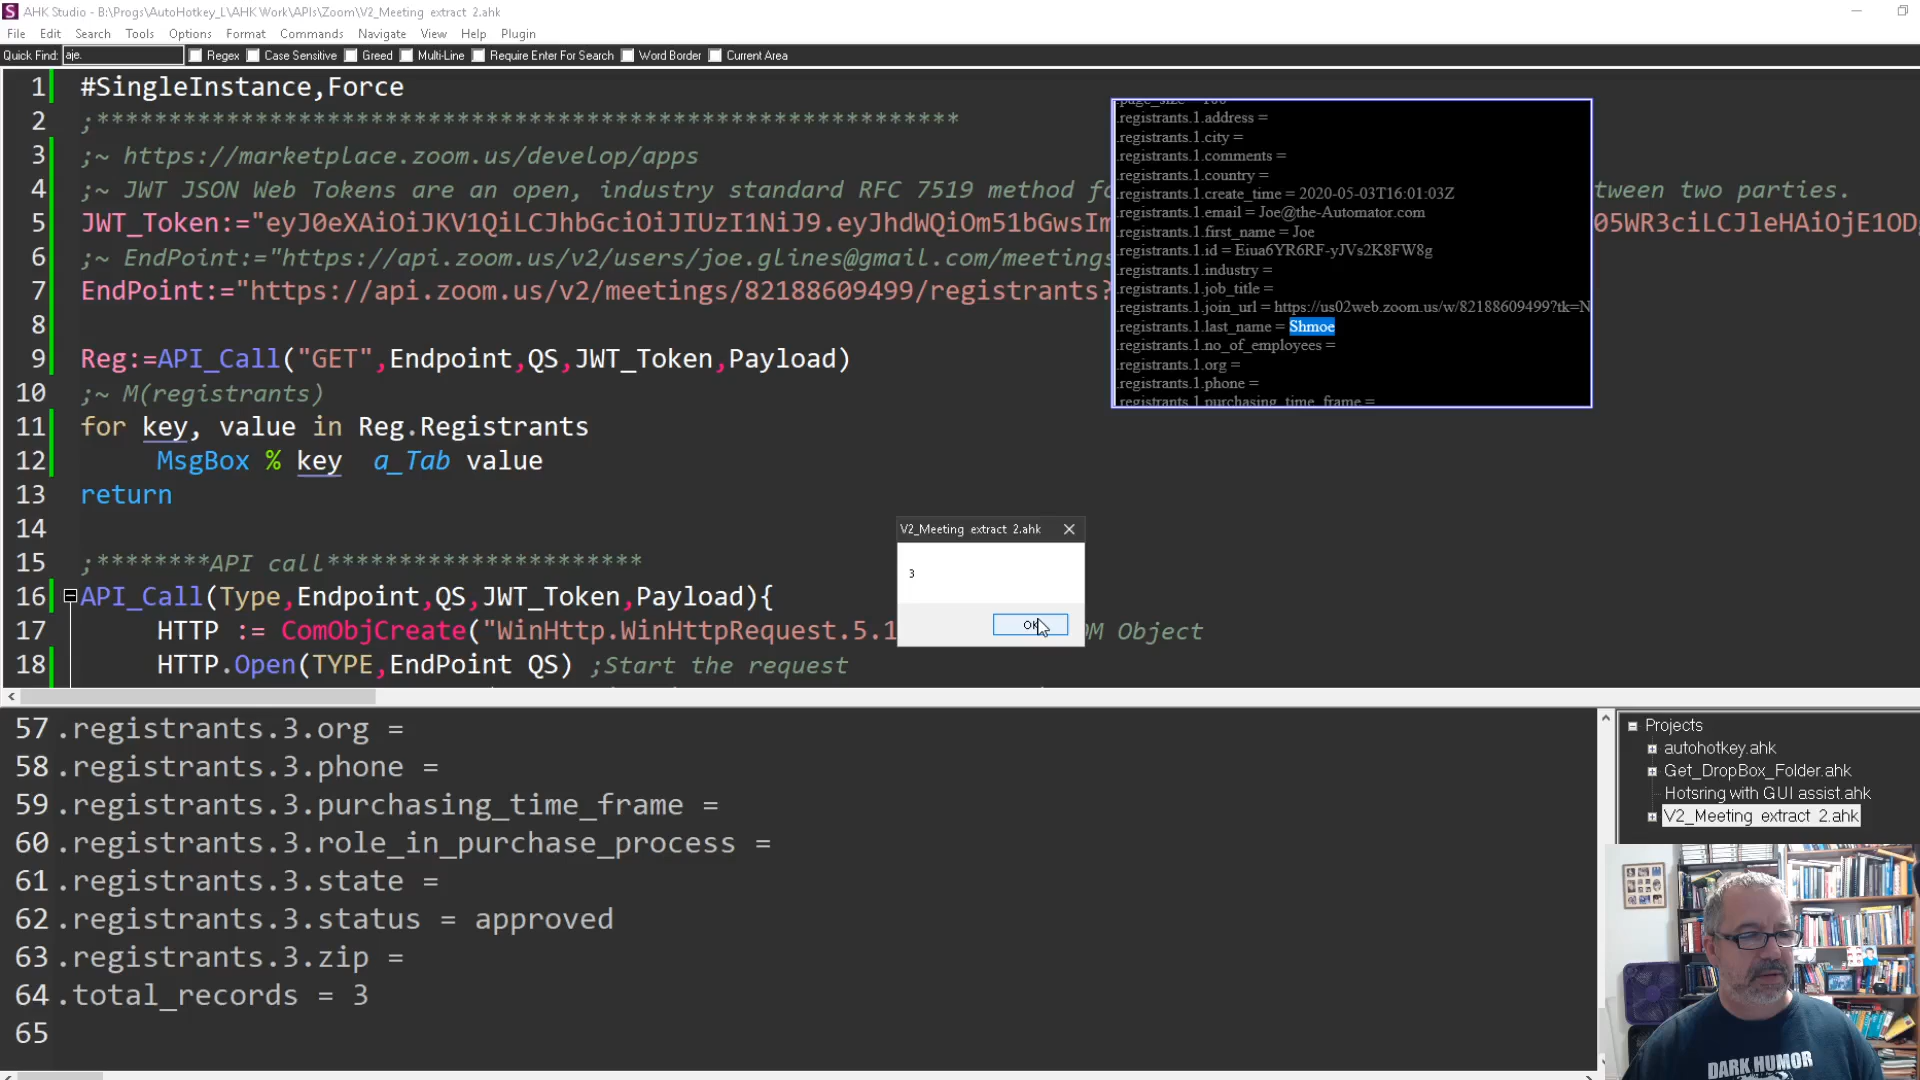 AHK Studio - B:\Progs\AutoHotkey_L\AHK Work\APIs\Zoom\V2_Meeting extract 2.ahk
File Edit Search Tools Options Format Commands Navigate View Help Plugin
Quick Find: aje. Regex Case Sensitive Greed Multi-Line Require Enter For Search Word Border Current Area
1 #SingleInstance,Force
2 ;**************************************************************
3 ;~ https://marketplace.zoom.us/develop/apps
4 ;~ JWT JSON Web Tokens are an open, industry standard RFC 7519 method fo tween two parties.
5 JWT_Token:="eyJ0eXAiOiJKV1QiLCJhbGciOiJIUzI1NiJ9.eyJhdWQiOm51bGwsIm 05WR3ciLCJleHAiOjE1OD
6 ;~ EndPoint:="https://api.zoom.us/v2/users/joe.glines@gmail.com/meetings
7 EndPoint:="https://api.zoom.us/v2/meetings/82188609499/registrants?
8
9 Reg:=API_Call("GET",Endpoint,QS,JWT_Token,Payload)
10 ;~ M(registrants)
11 for key, value in Reg.Registrants
12 MsgBox % key a_Tab value
13 return
14
15 ;********API call**********************
16 API_Call(Type,Endpoint,QS,JWT_Token,Payload){
17 HTTP := ComObjCreate("WinHttp.WinHttpRequest.5.1 OM Object
18 HTTP.Open(TYPE,EndPoint QS) ;Start the request
.registrants.1.address =
.registrants.1.city =
.registrants.1.comments =
.registrants.1.country =
.registrants.1.create_time = 2020-05-03T16:01:03Z
.registrants.1.email = Joe@the-Automator.com
.registrants.1.first_name = Joe
.registrants.1.id = Eiua6YR6RF-yJVs2K8FW8g
.registrants.1.industry =
.registrants.1.job_title =
.registrants.1.join_url = https://us02web.zoom.us/w/82188609499?tk=N
.registrants.1.last_name = Shmoe
.registrants.1.no_of_employees =
.registrants.1.org =
.registrants.1.phone =
.registrants.1.purchasing_time_frame =
V2_Meeting extract 2.ahk
3
OK
57 .registrants.3.org =
58 .registrants.3.phone =
59 .registrants.3.purchasing_time_frame =
60 .registrants.3.role_in_purchase_process =
61 .registrants.3.state =
62 .registrants.3.status = approved
63 .registrants.3.zip =
64 .total_records = 3
65
Projects
autohotkey.ahk
Get_DropBox_Folder.ahk
Hotsring with GUI assist.ahk
V2_Meeting extract 2.ahk
DARK HUMOR